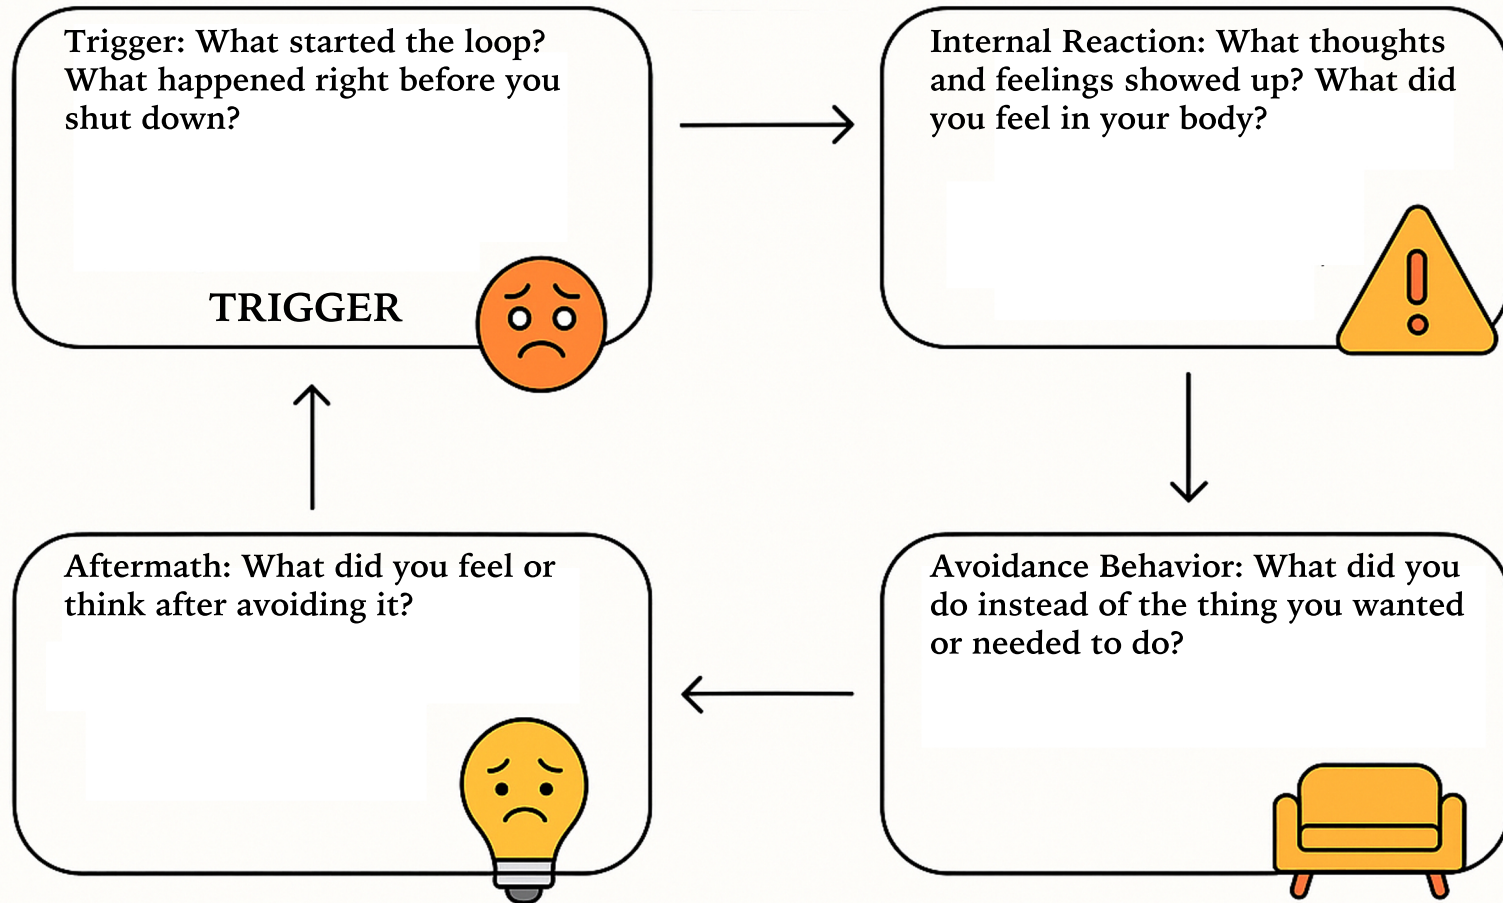 Trigger: What started the loop?
What happened right before you
shut down?
TRIGGER
Internal Reaction: What thoughts
and feelings showed up? What did
you feel in your body?
Aftermath: What did you feel or
think after avoiding it?
Avoidance Behavior: What did you
do instead of the thing you wanted
or needed to do?